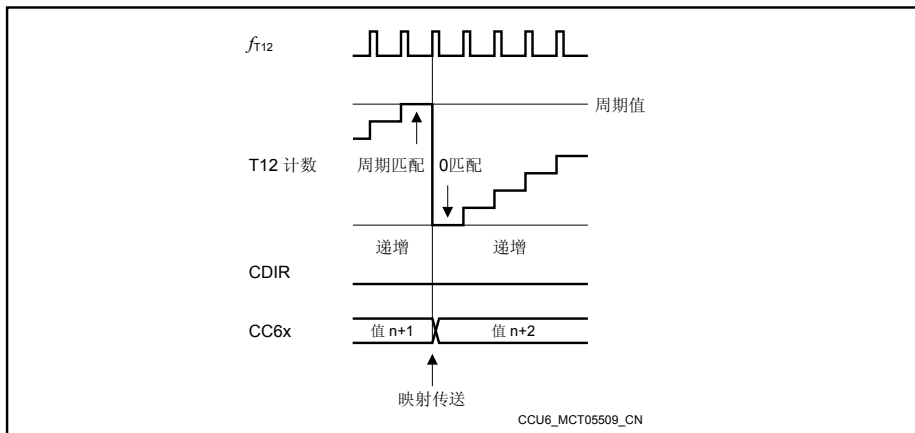 fT12
周期值
T12 计数
周期匹配
0匹配
递增
递增
CDIR
CC6x
值 n+1
值 n+2
映射传送
CCU6_MCT05509_CN